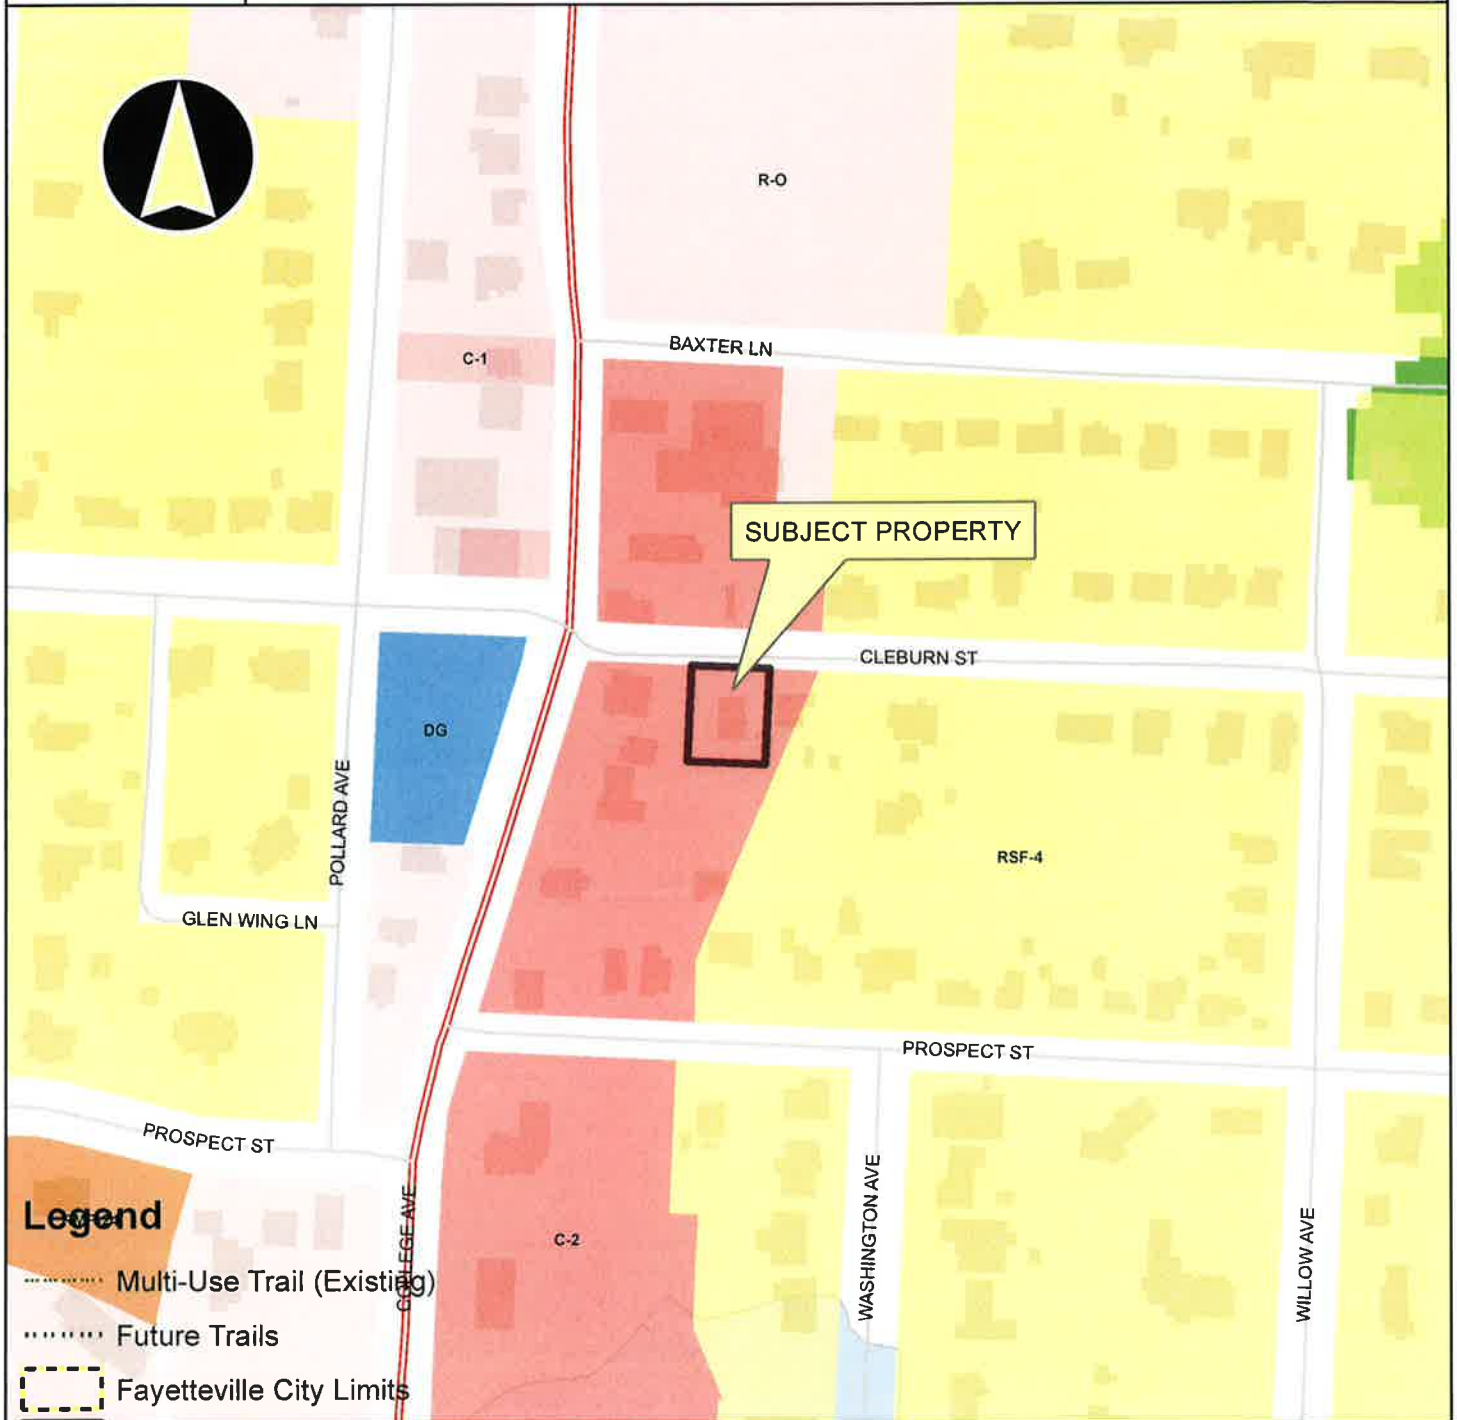 R-O
BAXTER LN
C-1
SUBJECT PROPERTY
CLEBURN ST
DG
POLLARD AVE
RSF-4
GLEN WING LN
PROSPECT ST
PROSPECT ST
COLLEGE AVE
C-2
WASHINGTON AVE
WILLOW AVE
Legend
Multi-Use Trail (Existing)
Future Trails
Fayetteville City Limits